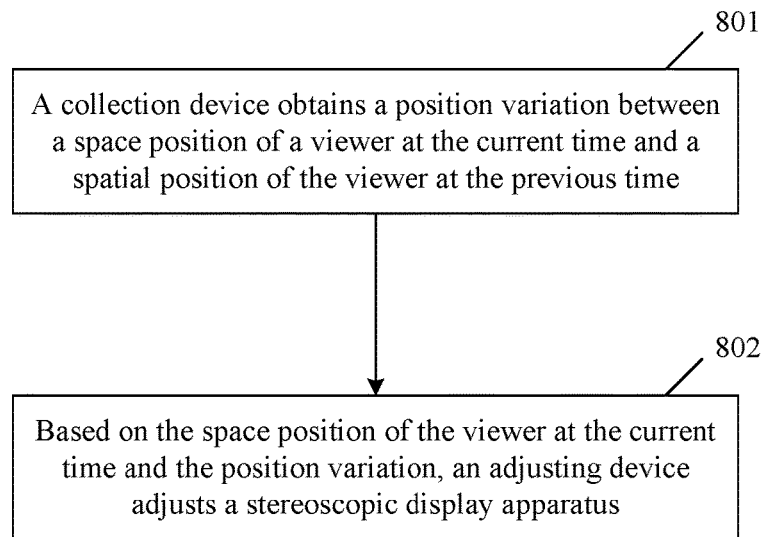 801
A collection device obtains a position variation between
a space position of a viewer at the current time and a
spatial position of the viewer at the previous time
802
Based on the space position of the viewer at the current
time and the position variation, an adjusting device
adjusts a stereoscopic display apparatus